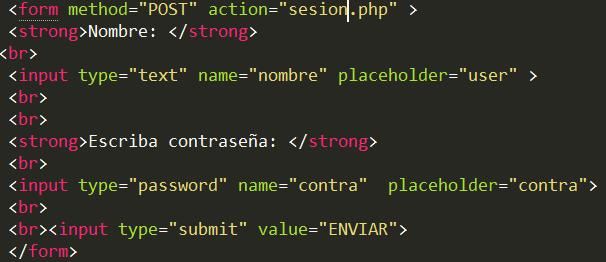 <form method="POST" action="sesion.php" >
<strong>Nombre: </strong>
<br>
<input type="text" name="nombre" placeholder="user" >
<br>
<br>
<strong>Escriba contraseña: </strong>
<br>
<input type="password" name="contra"  placeholder="contra">
<br>
<br><input type="submit" value="ENVIAR">
</form>